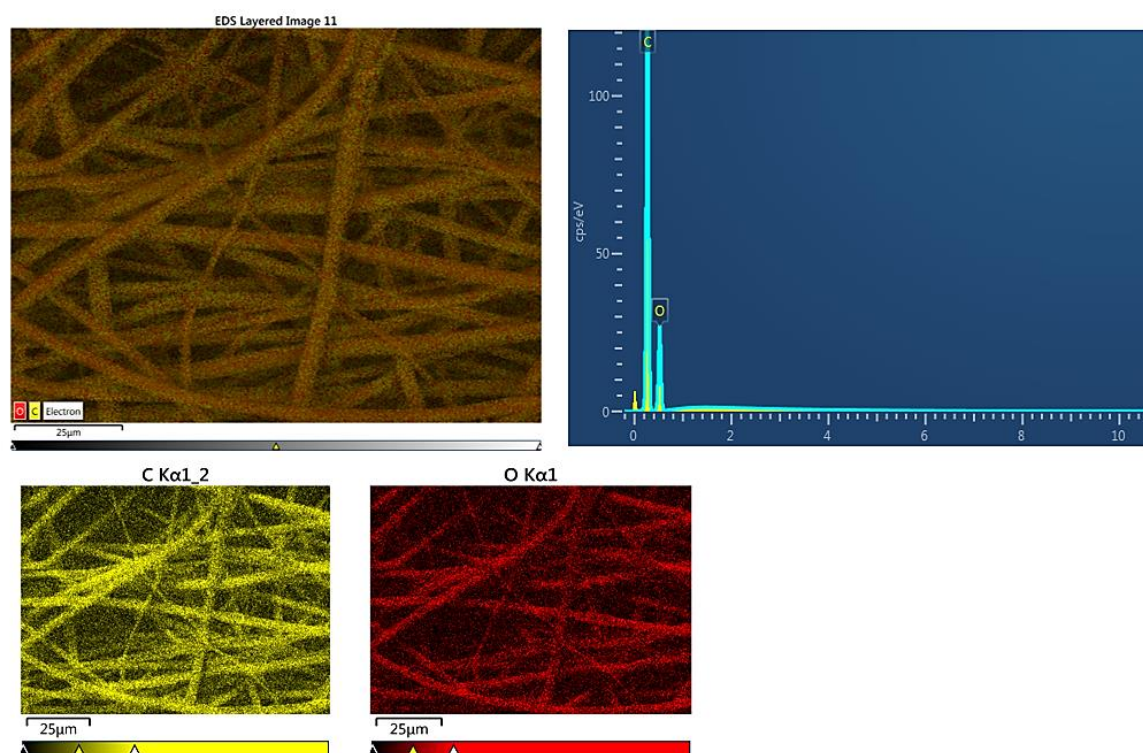 EDS Layered Image 11
O C Electron
25µm
C
O
100
50
0
cps/eV
0 2 4 6 8 10
C Kα1_2
25µm
O Kα1
25µm